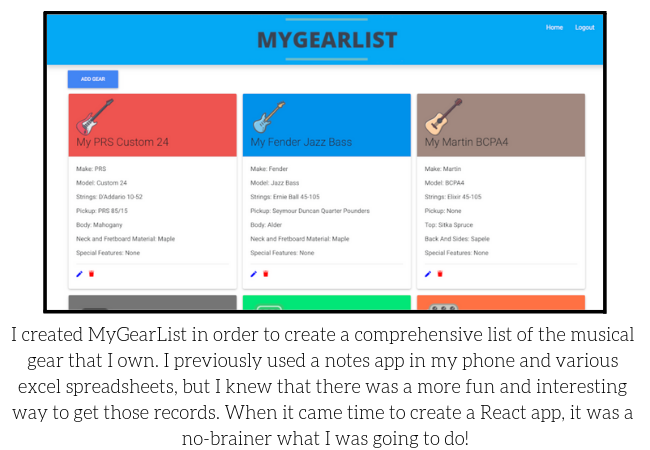 MYGEARLIST
Home
Logout
ADD GEAR
My PRS Custom 24
Make: PRS
Model: Custom 24
Strings: D'Addario 10-52
Pickup: PRS 85/15
Body: Mahogany
Neck and Fretboard Material: Maple
Special Features: None
My Fender Jazz Bass
Make: Fender
Model: Jazz Bass
Strings: Ernie Ball 45-105
Pickup: Seymour Duncan Quarter Pounders
Body: Alder
Neck and Fretboard Material: Maple
Special Features: None
My Martin BCPA4
Make: Martin
Model: BCPA4
Strings: Elixir 45-105
Pickup: None
Top: Sitka Spruce
Back And Sides: Sapele
Special Features: None
I created MyGearList in order to create a comprehensive list of the musical
gear that I own. I previously used a notes app in my phone and various
excel spreadsheets, but I knew that there was a more fun and interesting
way to get those records. When it came time to create a React app, it was a
no-brainer what I was going to do!